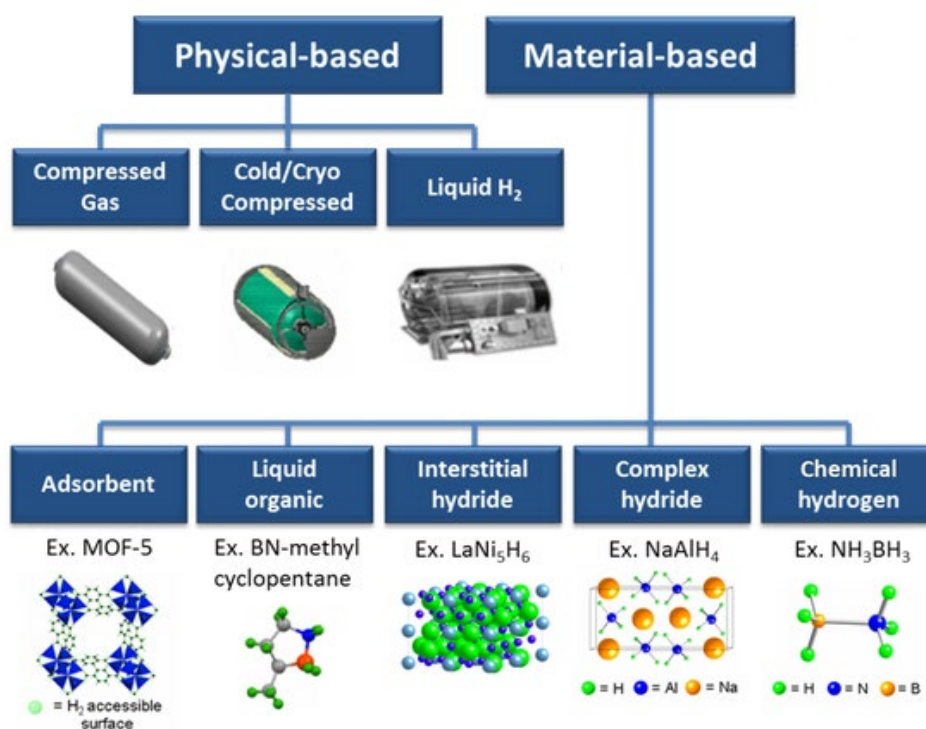 Physical-based
Material-based
Compressed
Gas
Cold/Cryo
Compressed
Liquid H₂
Adsorbent
Liquid
organic
Interstitial
hydride
Complex
hydride
Chemical
hydrogen
Ex. MOF-5
Ex. BN-methyl
cyclopentane
Ex. LaNi₅H₆
Ex. NaAlH₄
Ex. NH₃BH₃
= H₂ accessible
surface
= H = Al = Na
= H = N = B